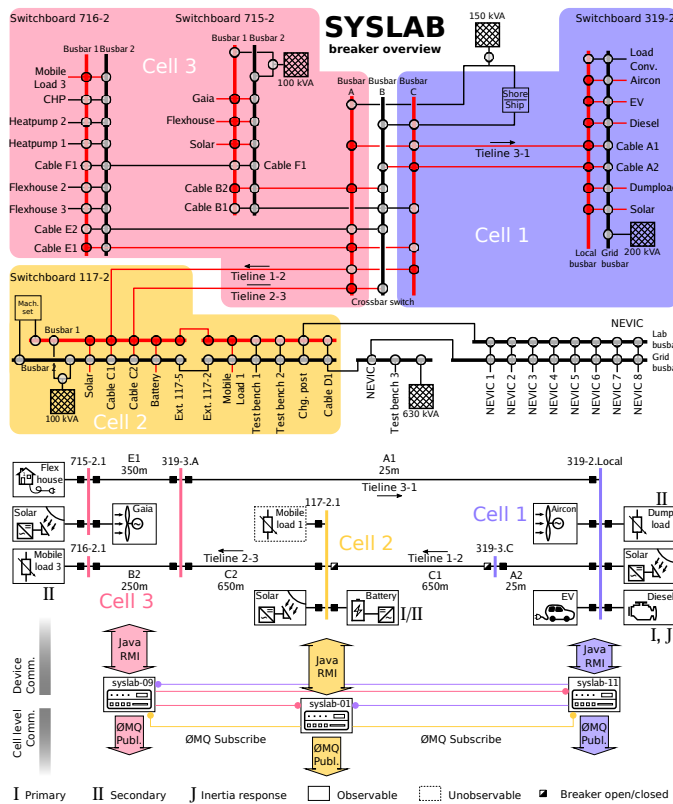 Switchboard 716-2
Switchboard 715-2
SYSLAB
breaker overview
150 kVA
Switchboard 319-2
Busbar 1 Busbar 2
Busbar 1 Busbar 2
Cell 3
Mobile
Load 3
CHP
Heatpump 2
Heatpump 1
Cable F1
Flexhouse 2
Flexhouse 3
Cable E2
Cable E1
100 kVA
Gaia
Flexhouse
Solar
Cable F1
Cable B2
Cable B1
Busbar Busbar Busbar
A B C
Shore
Ship
Load
Conv.
Aircon
EV
Diesel
Cable A1
Cable A2
Dumpload
Solar
Tieline 3-1
Cell 1
200 kVA
Local
busbar
Grid
busbar
Tieline 1-2
Tieline 2-3
Crossbar switch
Switchboard 117-2
Mach.
set
Busbar 1
Busbar 2
100 kVA
Solar
Cable C1
Cable C2
Battery
Ext. 117-5
Ext. 117-2
Mobile
Load 1
Test bench 1
Test bench 2
Chg. post
Cable D1
Cell 2
NEVIC
Test bench 3
630 kVA
NEVIC
Lab
busbar
Grid
busbar
NEVIC 1
NEVIC 2
NEVIC 3
NEVIC 4
NEVIC 5
NEVIC 6
NEVIC 7
NEVIC 8
Flex
house
715-2.1
E1
350m
319-3.A
A1
25m
Tieline 3-1
319-2.Local
Solar
Gaia
117-2.1
Mobile
load 1
Cell 1
Aircon
II
Dump
load
Mobile
load 3
II
716-2.1
B2
250m
Cell 3
Tieline 2-3
C2
650m
Cell 2
Tieline 1-2
C1
650m
319-3.C
A2
25m
Solar
Solar
Battery
I/II
EV
Diesel
I, J
Device
Comm.
Cell level
Comm.
Java
RMI
Java
RMI
Java
RMI
syslab-09
syslab-01
syslab-11
ØMQ
Publ.
ØMQ Subscribe
ØMQ
Publ.
ØMQ Subscribe
ØMQ
Publ.
I Primary
II Secondary
J Inertia response
Observable
Unobservable
Breaker open/closed